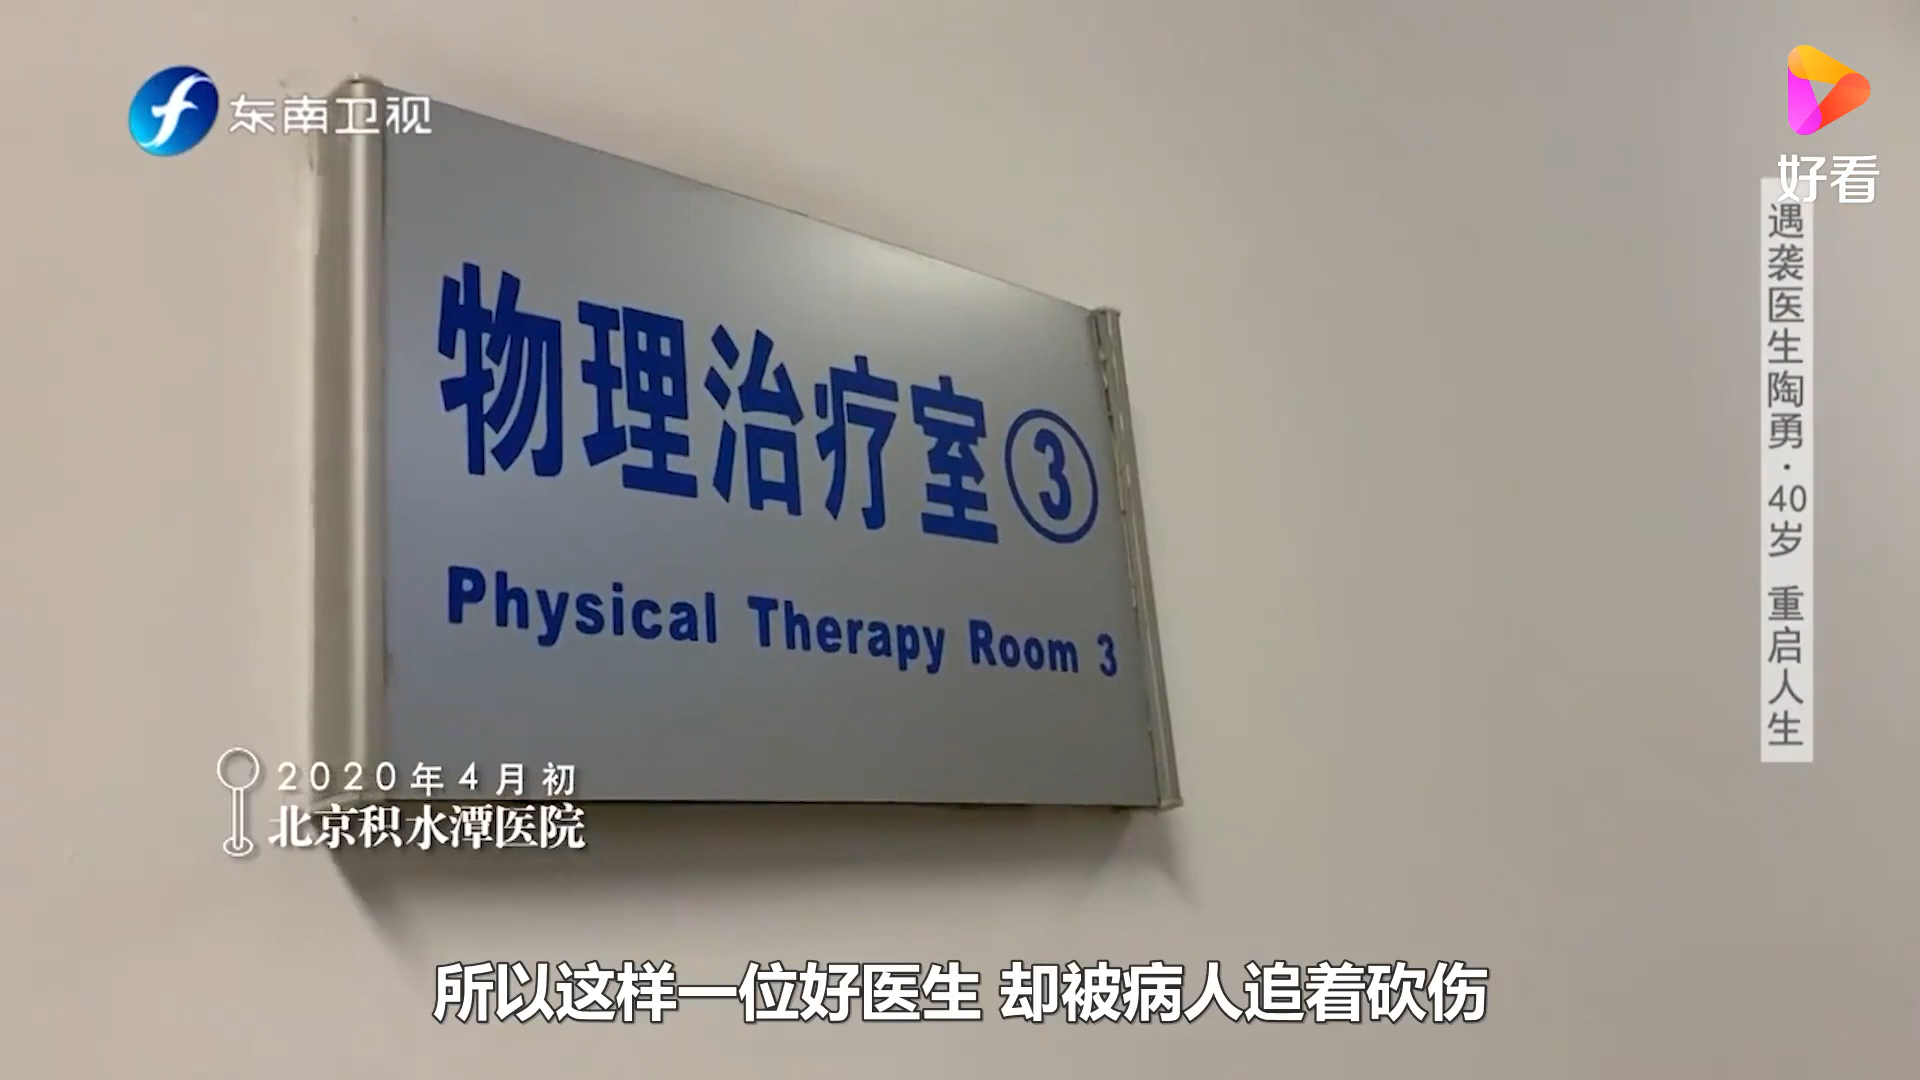 东南卫视
好看
遇袭医生陶勇·40岁 重启人生
物理治疗室③
Physical Therapy Room 3
2020年4月初
北京积水潭医院
所以这样一位好医生 却被病人追着砍伤